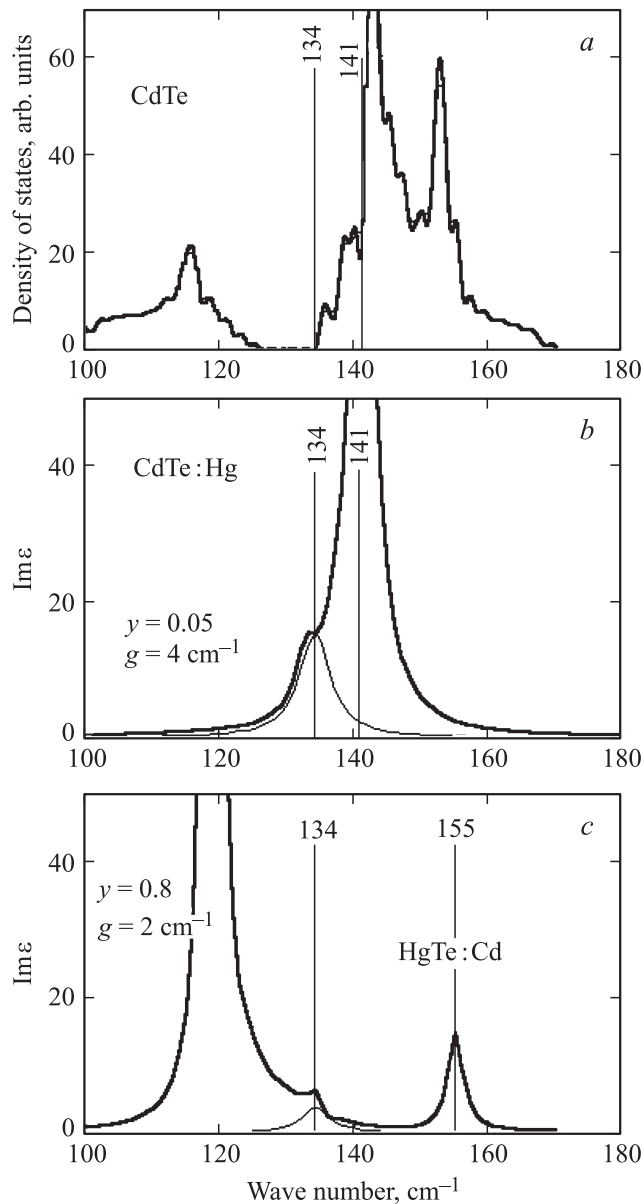 a
134
141
CdTe
Density of states, arb. units
60
40
20
0
100 120 140 160 180
b
134
141
CdTe:Hg
Im ε
40
20
0
y = 0.05
g = 4 cm⁻¹
100 120 140 160 180
c
134
155
y = 0.8
g = 2 cm⁻¹
HgTe:Cd
Im ε
40
20
0
100 120 140 160 180
Wave number, cm⁻¹